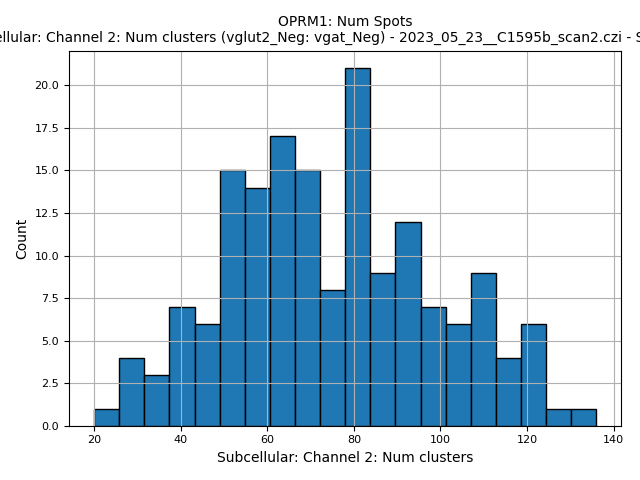 OPRM1: Num Spots
Channel 2: Num clusters (vglut2_Neg: vgat_Neg) - 2023_05_23__C1595b_scan2.czi -
Count
20.0
17.5
15.0
12.5
10.0
7.5
5.0
2.5
0.0
20 40 60 80 100 120 140
Subcellular: Channel 2: Num clusters